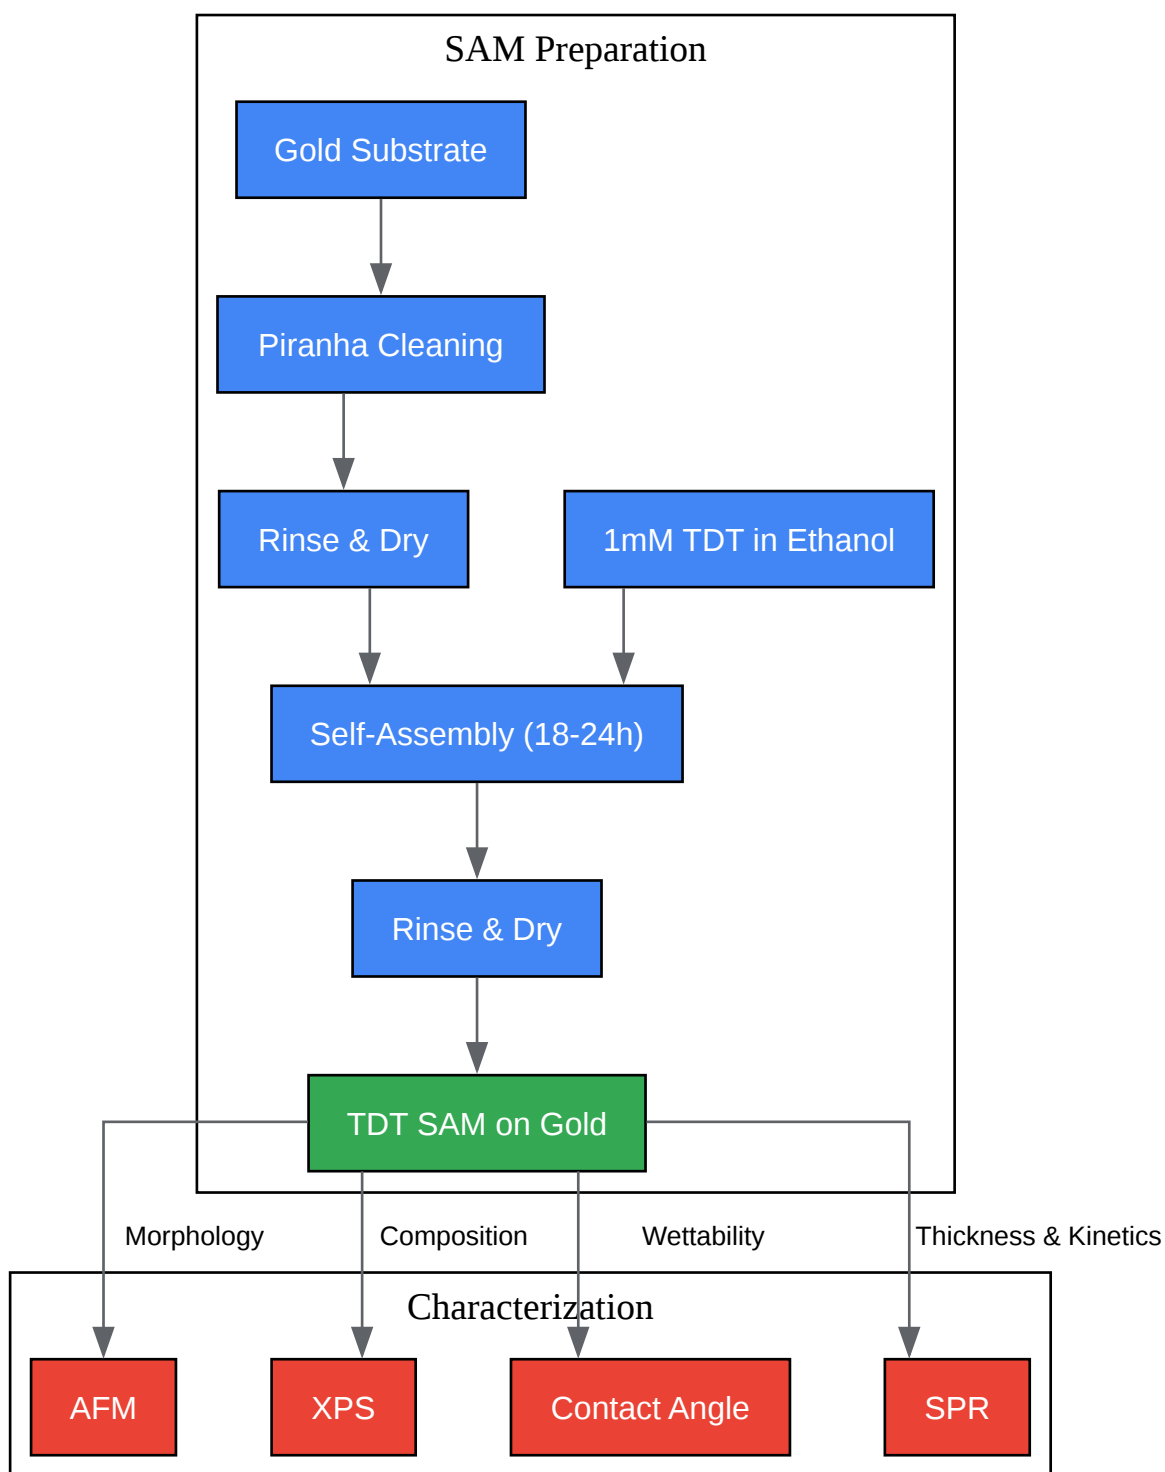 SAM Preparation
Gold Substrate
Piranha Cleaning
Rinse & Dry
1mM TDT in Ethanol
Self-Assembly (18-24h)
Rinse & Dry
TDT SAM on Gold
Morphology
Composition
Wettability
Thickness & Kinetics
Characterization
AFM
XPS
Contact Angle
SPR